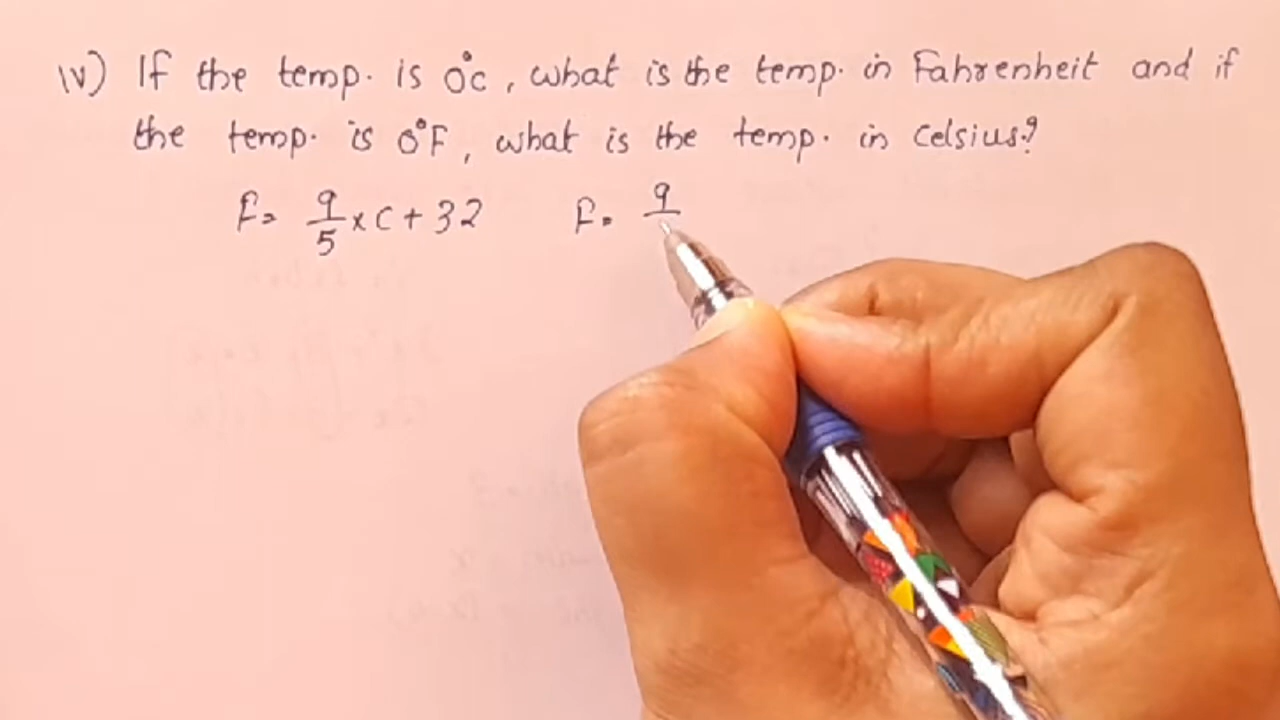 iv) If the temp. is 0°C, what is the temp. in Fahrenheit and if
the temp. is 0°F, what is the temp. in Celsius?
F = 9/5 x C + 32 F = 9/